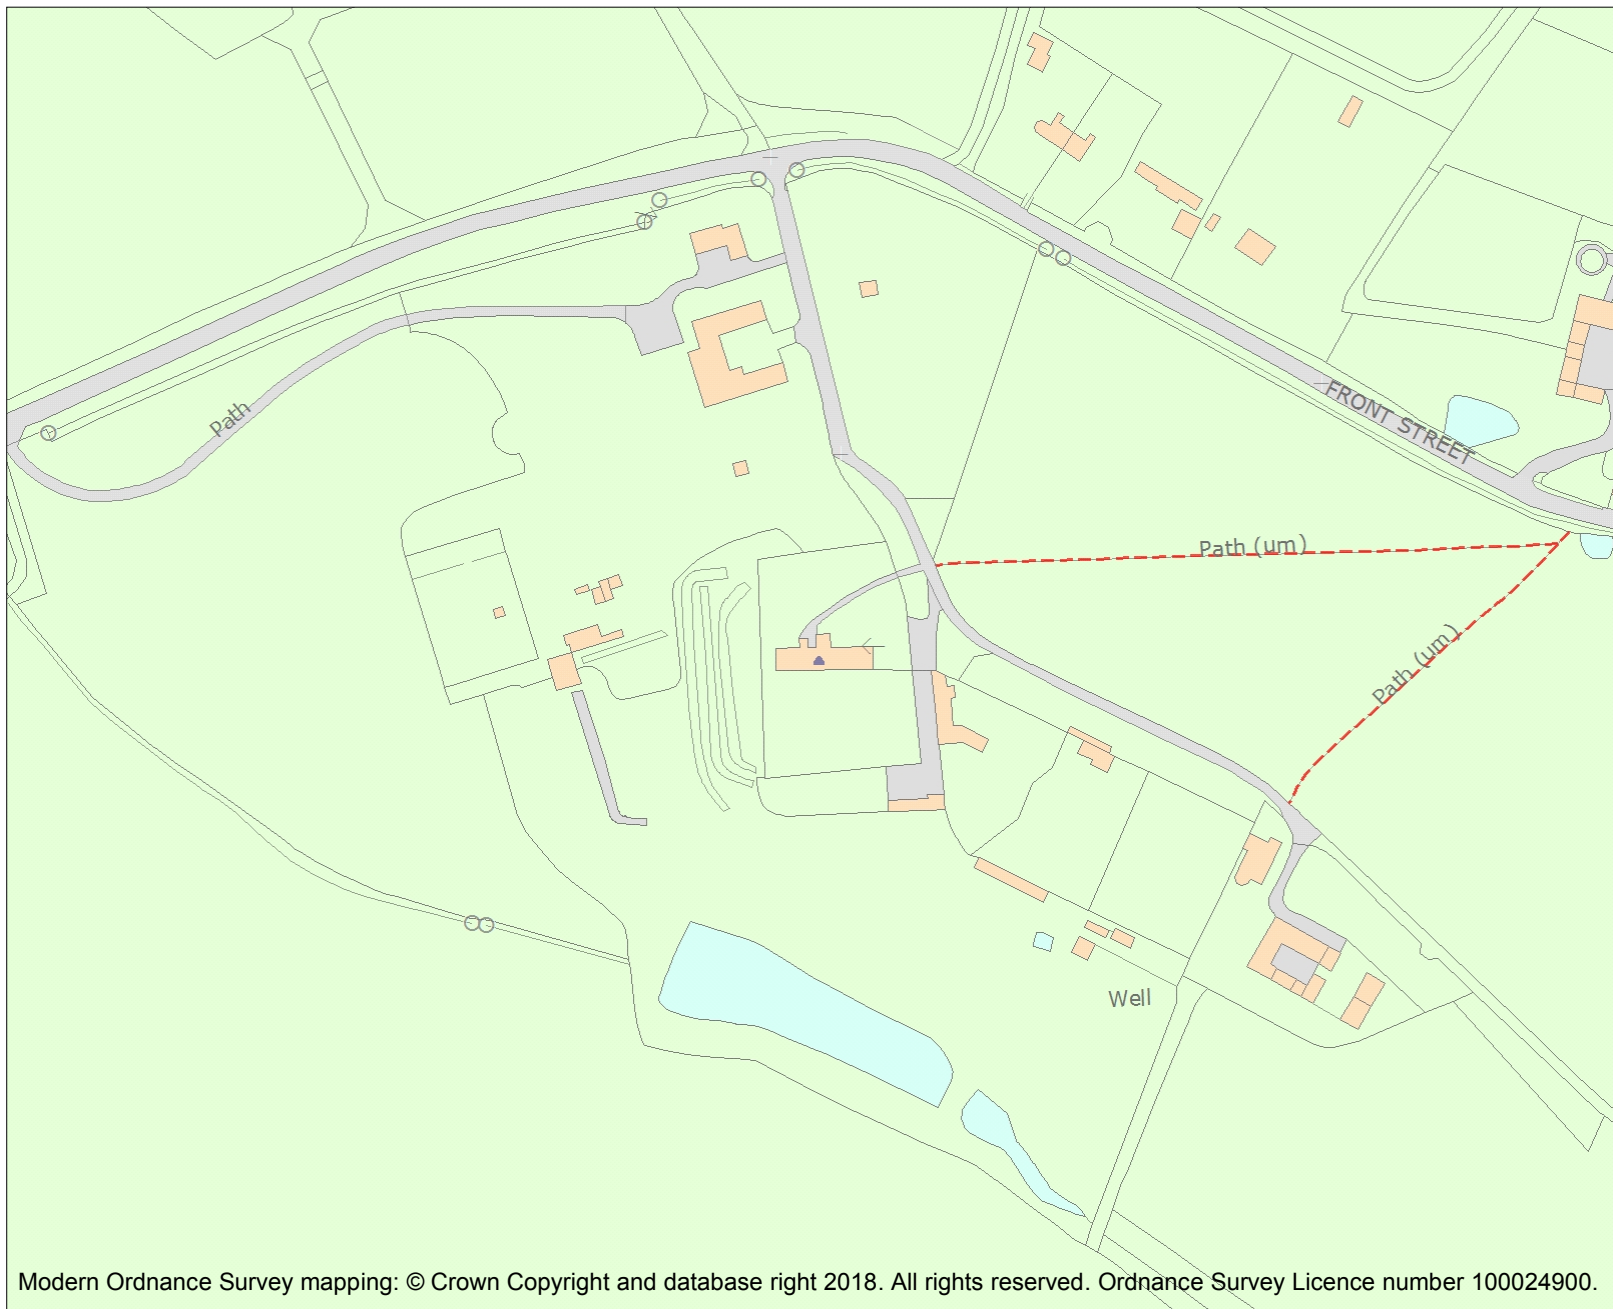 FRONT STREET
Path
Path (um)
Path (um)
Well
Modern Ordnance Survey mapping: © Crown Copyright and database right 2018. All rights reserved. Ordnance Survey Licence number 100024900.